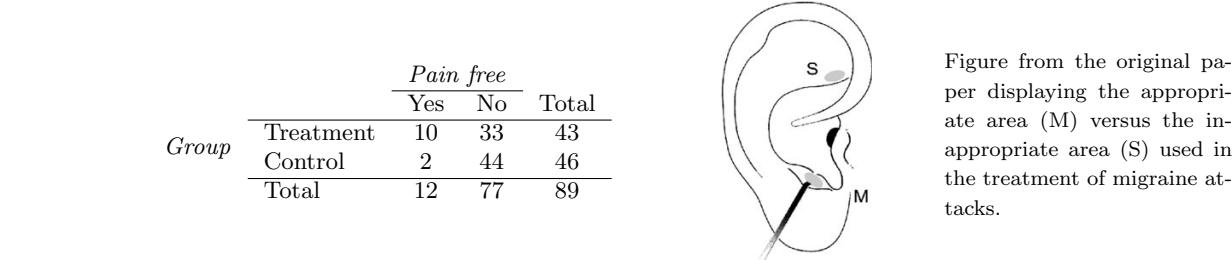 Pain free
Yes No Total
Group
Treatment 10 33 43
Control 2 44 46
Total 12 77 89
S
M
Figure from the original pa-
per displaying the appropri-
ate area (M) versus the in-
appropriate area (S) used in
the treatment of migraine at-
tacks.